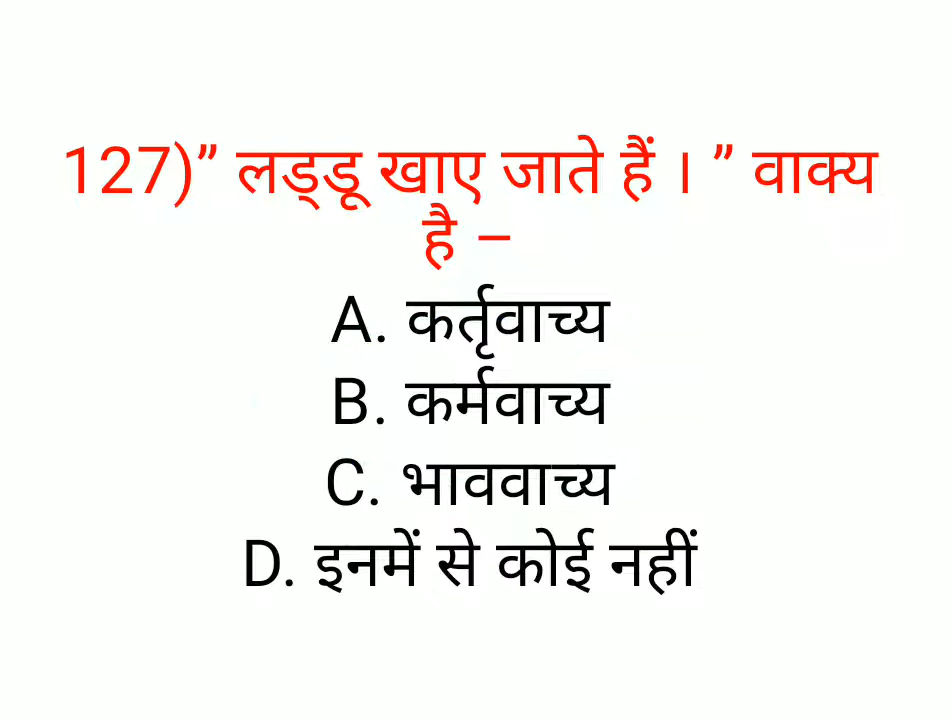 127)” लड्डू खाए जाते हैं । ” वाक्य
है –
A. कर्तृवाच्य
B. कर्मवाच्य
C. भाववाच्य
D. इनमें से कोई नहीं